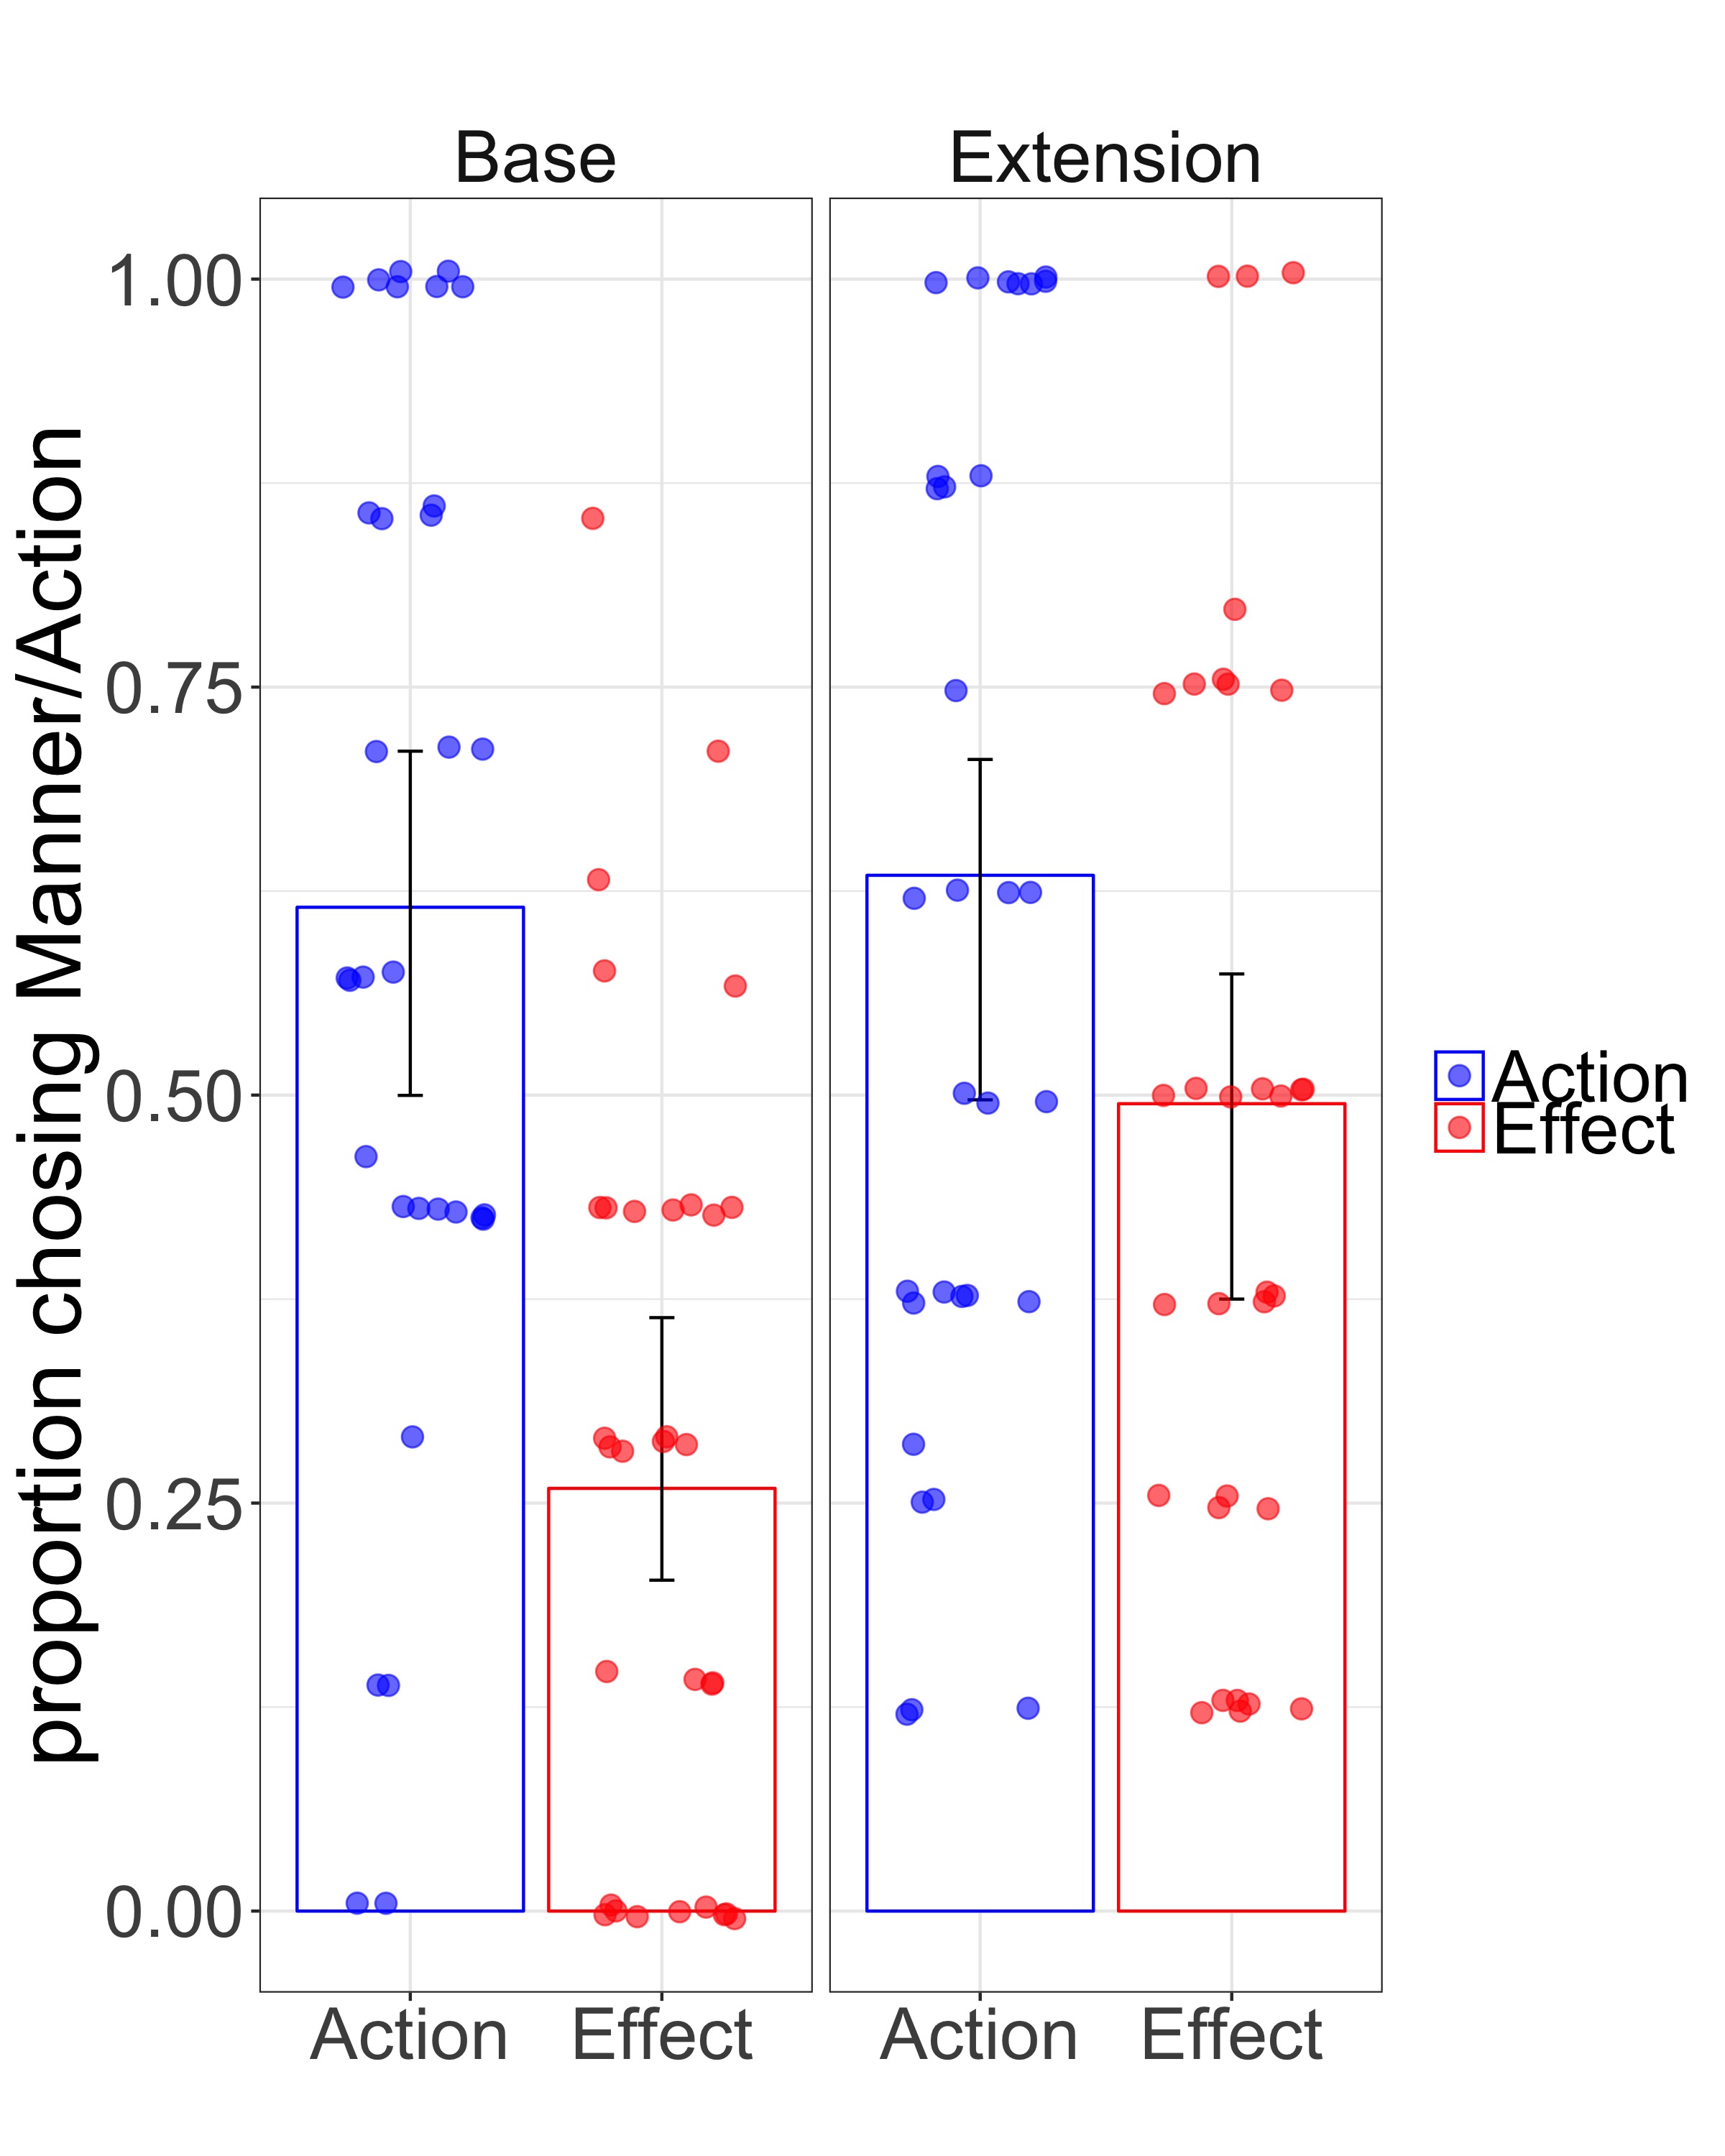 Base
Extension
proportion chosing Manner/Action
1.00
0.75
0.50
0.25
0.00
Action
Effect
Action
Effect
Action
Effect